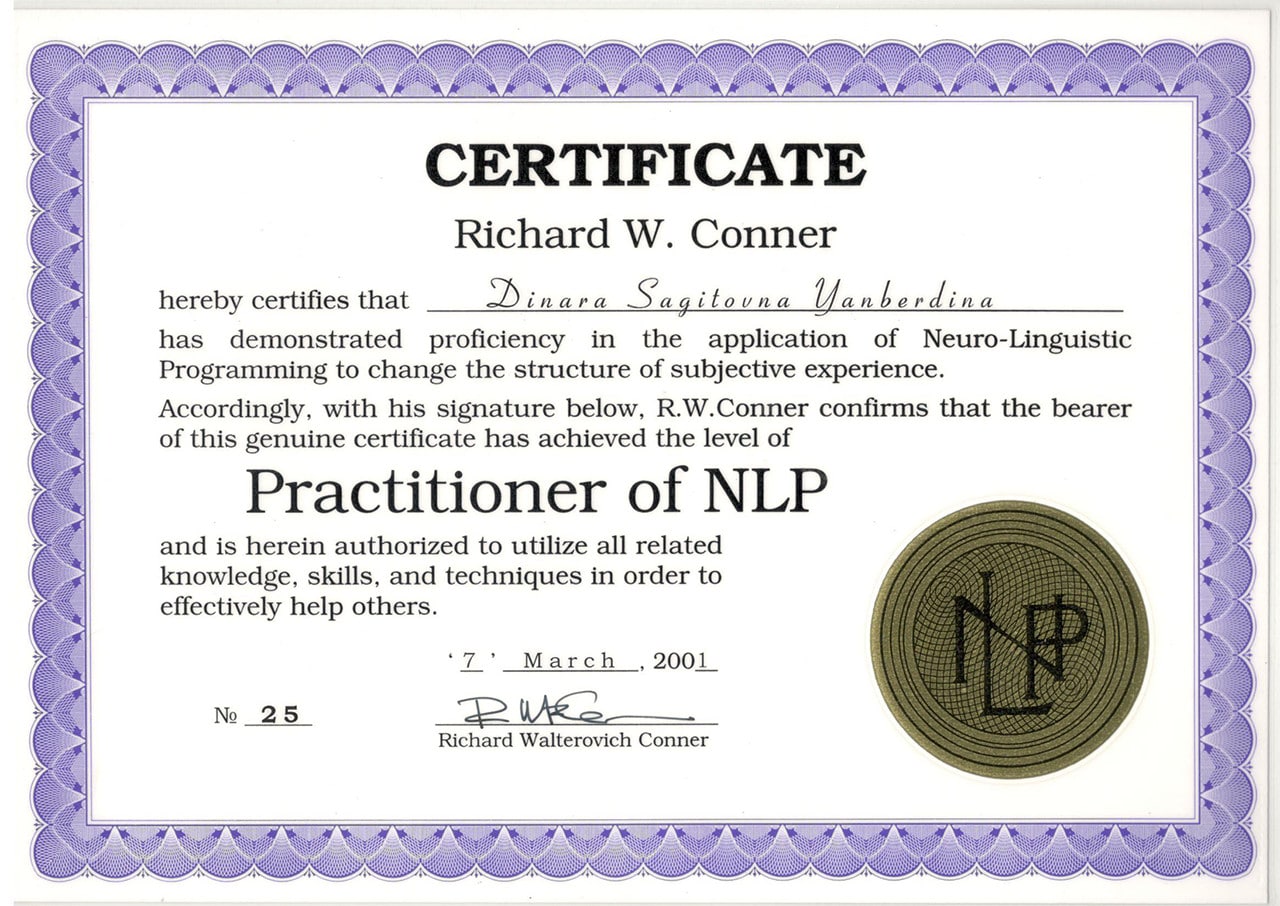 CERTIFICATE
Richard W. Conner
hereby certifies that Dinara Sagitovna Yanberdina
has demonstrated proficiency in the application of Neuro-Linguistic
Programming to change the structure of subjective experience.
Accordingly, with his signature below, R.W.Conner confirms that the bearer
of this genuine certificate has achieved the level of
Practitioner of NLP
and is herein authorized to utilize all related
knowledge, skills, and techniques in order to
effectively help others.
‘ 7 ’ March , 2001
№ 25
Richard Walterovich Conner
NLP